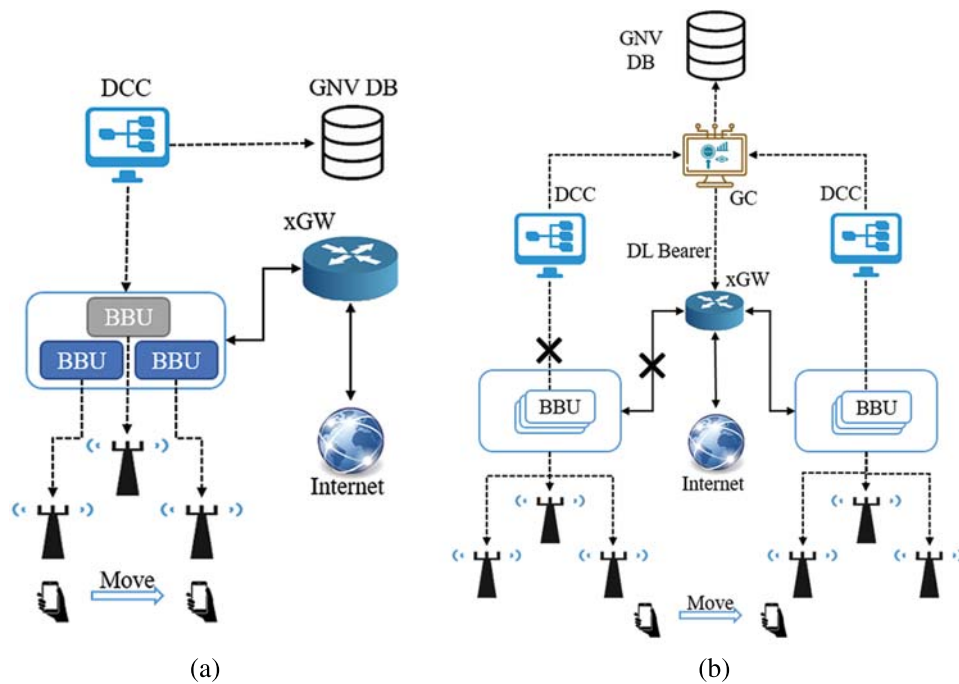 DCC
GNV DB
xGW
BBU
BBU
BBU
Internet
Move
(a)
GNV
DB
GC
DCC
DCC
DL Bearer
xGW
BBU
BBU
Internet
Move
(b)